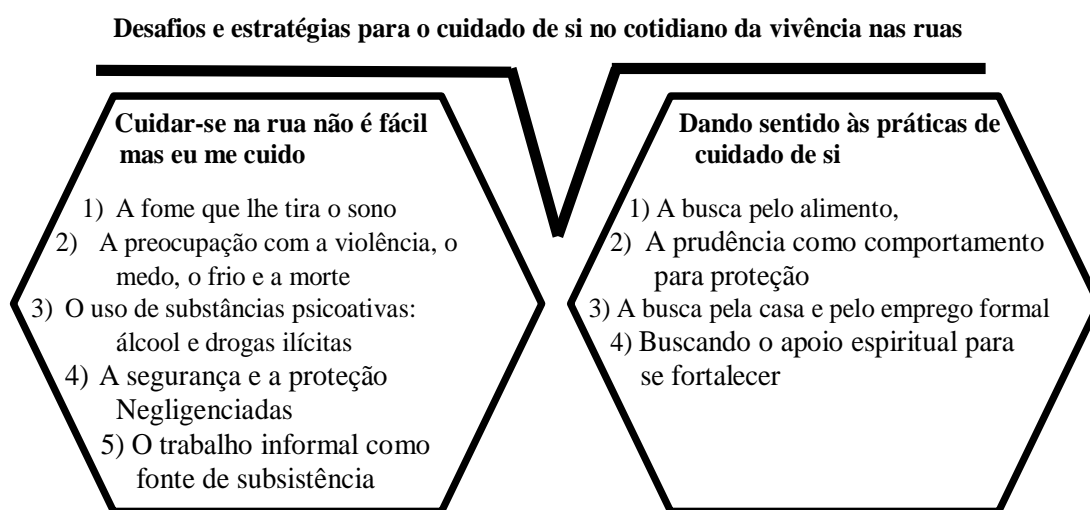 Desafios e estratégias para o cuidado de si no cotidiano da vivência nas ruas
Cuidar-se na rua não é fácil
mas eu me cuido
1) A fome que lhe tira o sono
2) A preocupação com a violência, o
medo, o frio e a morte
3) O uso de substâncias psicoativas:
álcool e drogas ilícitas
4) A segurança e a proteção
Negligenciadas
5) O trabalho informal como
fonte de subsistência
Dando sentido às práticas de
cuidado de si
1) A busca pelo alimento,
2) A prudência como comportamento
para proteção
3) A busca pela casa e pelo emprego formal
4) Buscando o apoio espiritual para
se fortalecer